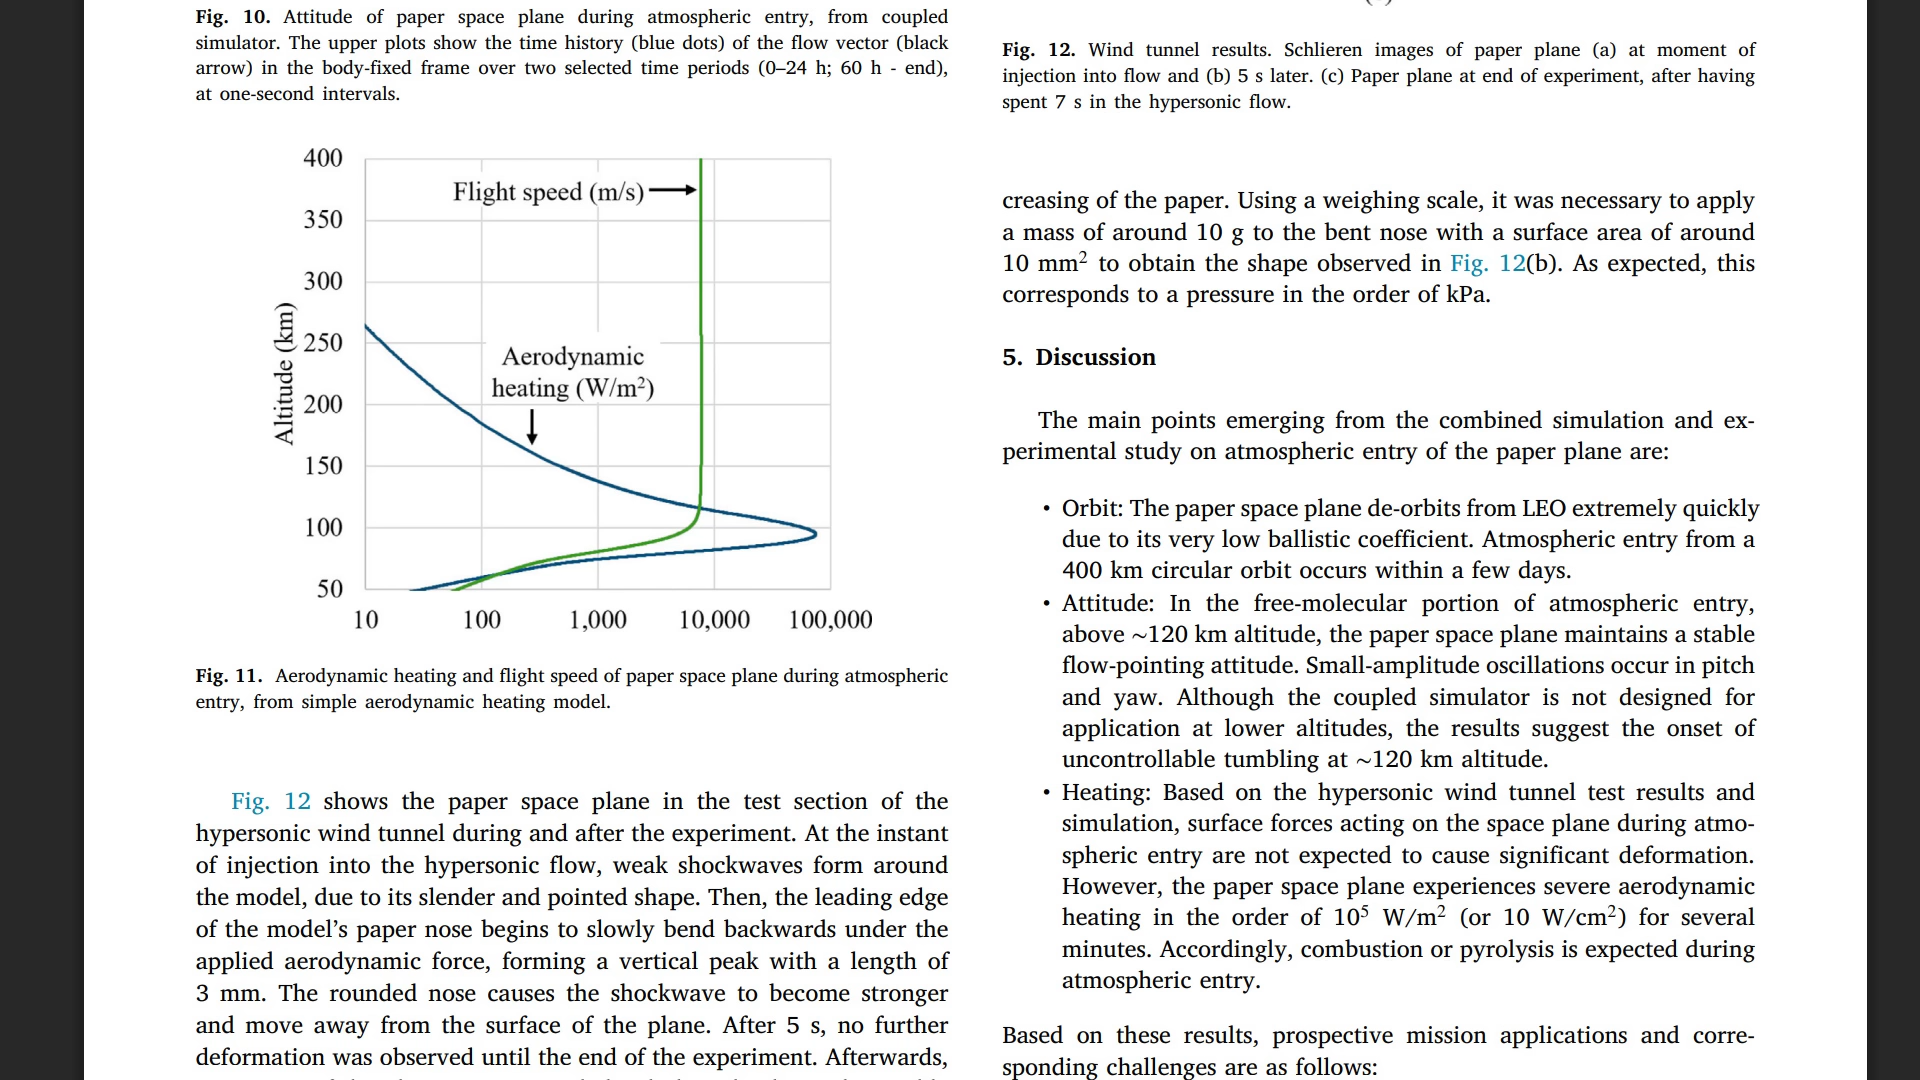 Fig. 10. Attitude of paper space plane during atmospheric entry, from coupled
simulator. The upper plots show the time history (blue dots) of the flow vector (black
arrow) in the body-fixed frame over two selected time periods (0–24 h; 60 h - end),
at one-second intervals.
400
350
300
250
200
150
100
50
Altitude (km)
Flight speed (m/s)
Aerodynamic
heating (W/m²)
10 100 1,000 10,000 100,000
Fig. 11. Aerodynamic heating and flight speed of paper space plane during atmospheric
entry, from simple aerodynamic heating model.
Fig. 12 shows the paper space plane in the test section of the
hypersonic wind tunnel during and after the experiment. At the instant
of injection into the hypersonic flow, weak shockwaves form around
the model, due to its slender and pointed shape. Then, the leading edge
of the model’s paper nose begins to slowly bend backwards under the
applied aerodynamic force, forming a vertical peak with a length of
3 mm. The rounded nose causes the shockwave to become stronger
and move away from the surface of the plane. After 5 s, no further
deformation was observed until the end of the experiment. Afterwards,
Fig. 12. Wind tunnel results. Schlieren images of paper plane (a) at moment of
injection into flow and (b) 5 s later. (c) Paper plane at end of experiment, after having
spent 7 s in the hypersonic flow.
creasing of the paper. Using a weighing scale, it was necessary to apply
a mass of around 10 g to the bent nose with a surface area of around
10 mm² to obtain the shape observed in Fig. 12(b). As expected, this
corresponds to a pressure in the order of kPa.
5. Discussion
The main points emerging from the combined simulation and ex-
perimental study on atmospheric entry of the paper plane are:
• Orbit: The paper space plane de-orbits from LEO extremely quickly
due to its very low ballistic coefficient. Atmospheric entry from a
400 km circular orbit occurs within a few days.
• Attitude: In the free-molecular portion of atmospheric entry,
above ~120 km altitude, the paper space plane maintains a stable
flow-pointing attitude. Small-amplitude oscillations occur in pitch
and yaw. Although the coupled simulator is not designed for
application at lower altitudes, the results suggest the onset of
uncontrollable tumbling at ~120 km altitude.
• Heating: Based on the hypersonic wind tunnel test results and
simulation, surface forces acting on the space plane during atmo-
spheric entry are not expected to cause significant deformation.
However, the paper space plane experiences severe aerodynamic
heating in the order of 10⁵ W/m² (or 10 W/cm²) for several
minutes. Accordingly, combustion or pyrolysis is expected during
atmospheric entry.
Based on these results, prospective mission applications and corre-
sponding challenges are as follows: